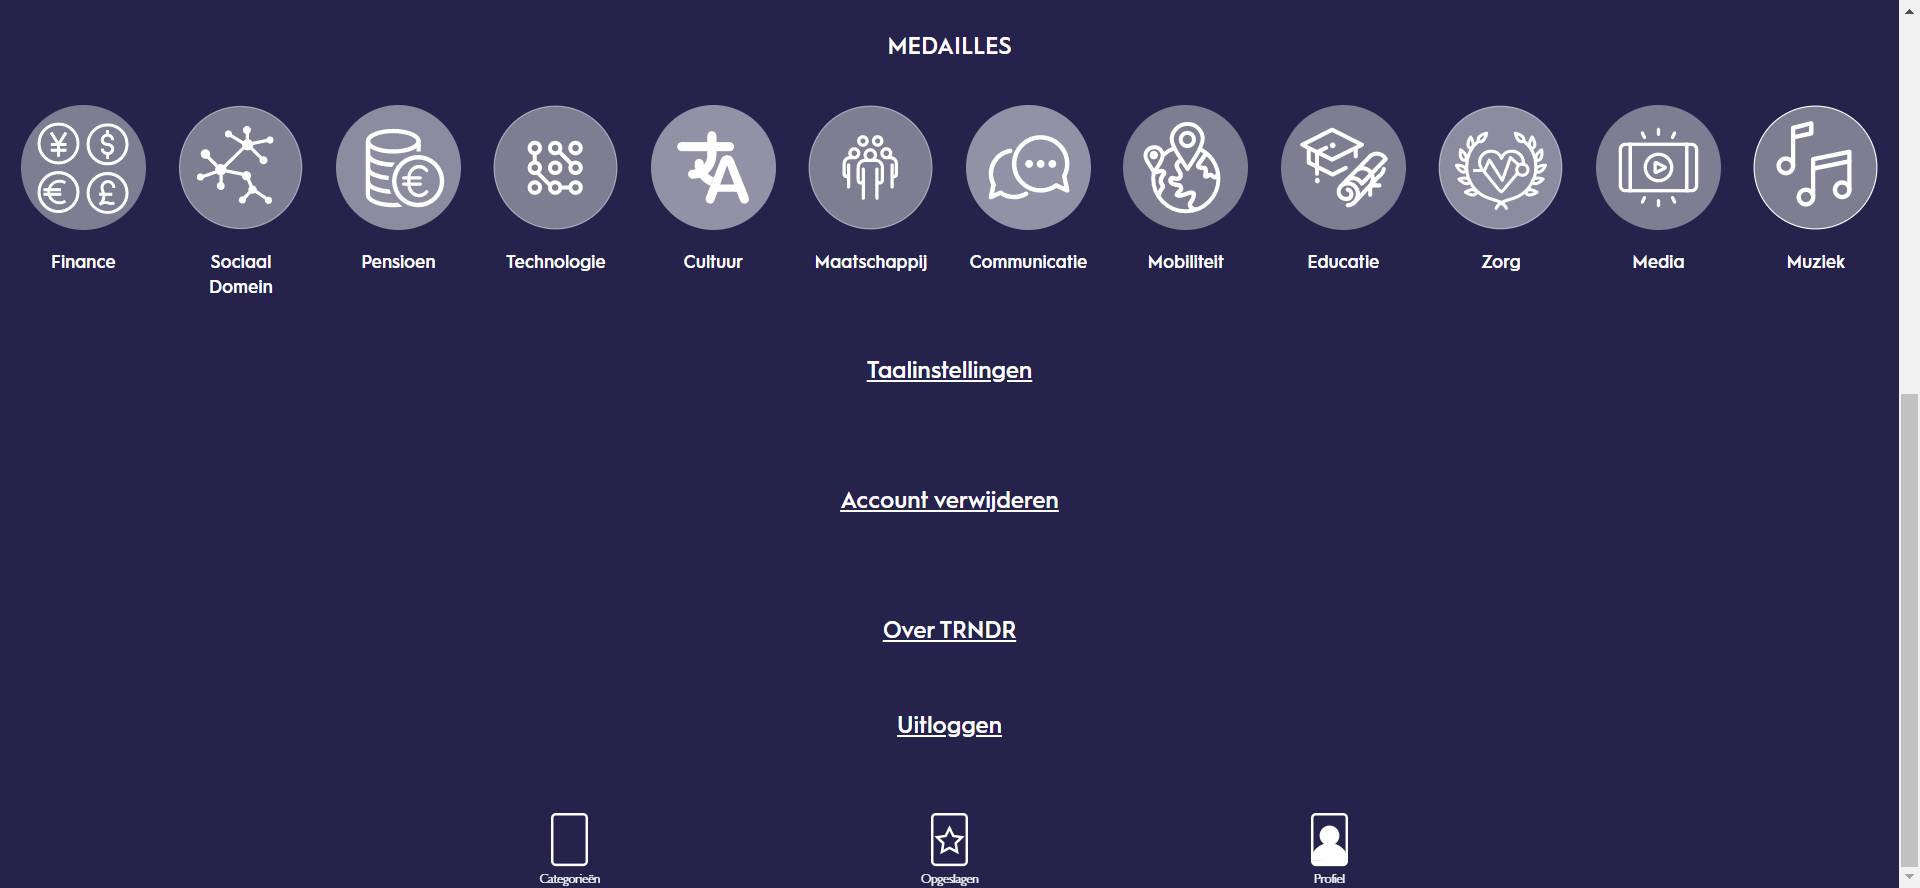 MEDAILLES
Finance
Sociaal
Domein
Pensioen
Technologie
Cultuur
Maatschappij
Communicatie
Mobiliteit
Educatie
Zorg
Media
Muziek
Taalinstellingen
Account verwijderen
Over TRNDR
Uitloggen
Categorieën
Opgeslagen
Profiel